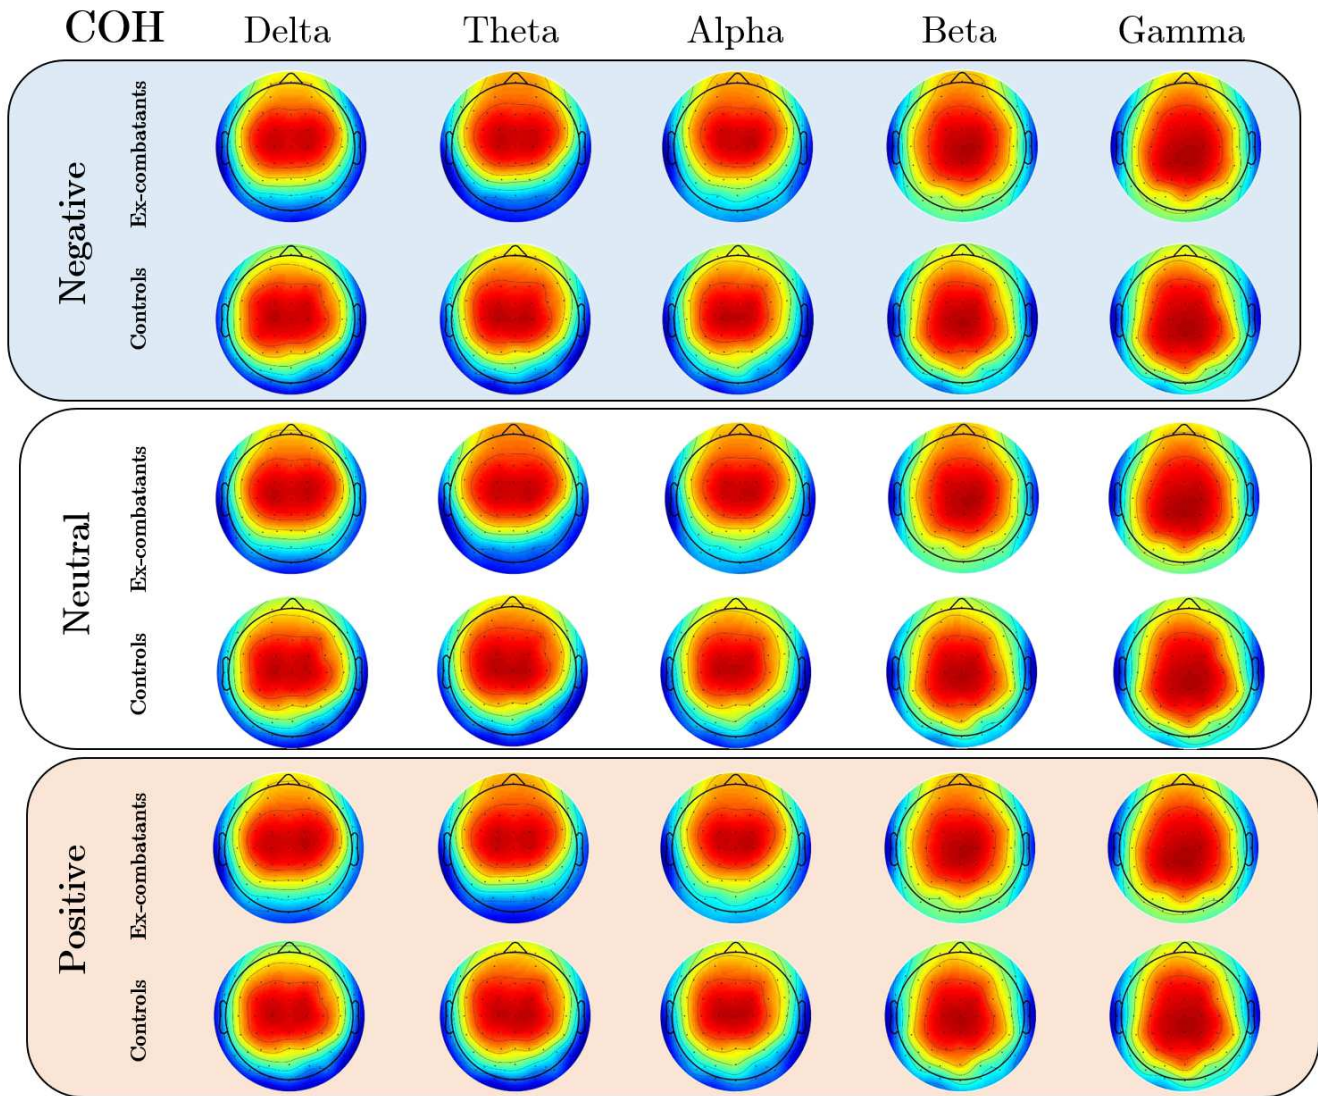 COH Delta Theta Alpha Beta Gamma
Negative
Ex-combatants
Controls
Neutral
Ex-combatants
Controls
Positive
Ex-combatants
Controls